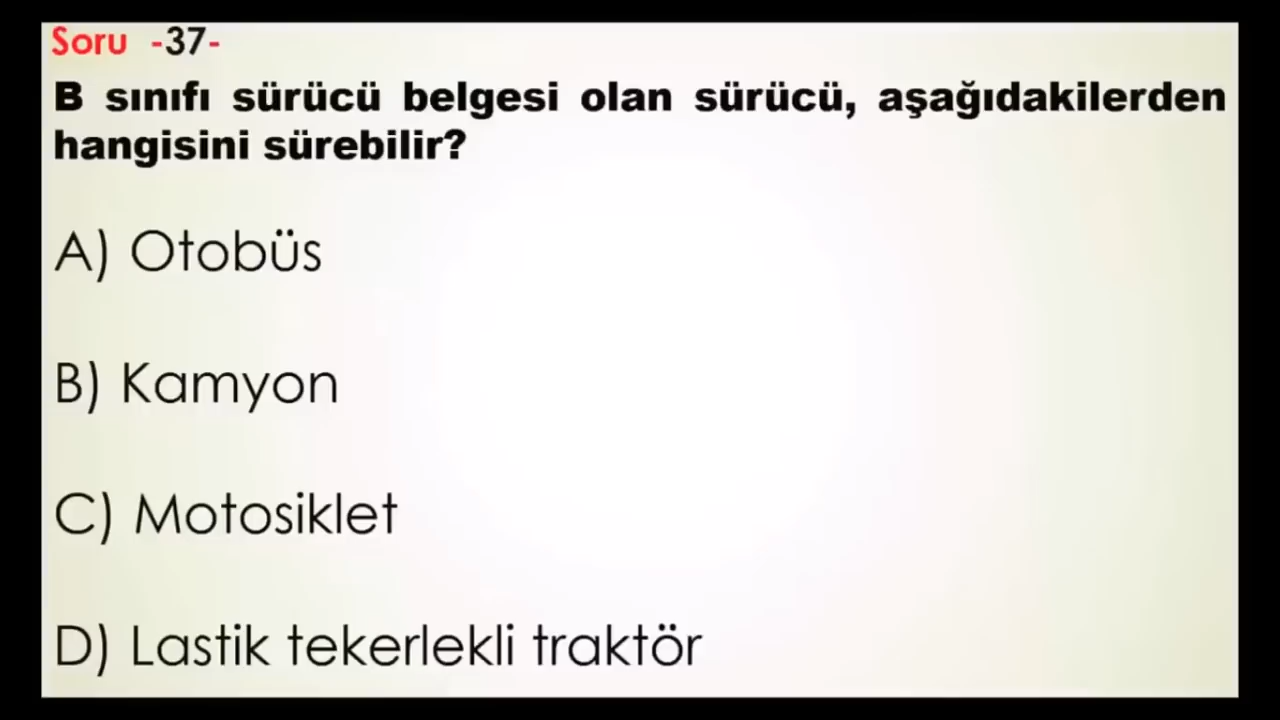 Soru -37-
B sınıfı sürücü belgesi olan sürücü, aşağıdakilerden
hangisini sürebilir?
A) Otobüs
B) Kamyon
C) Motosiklet
D) Lastik tekerlekli traktör